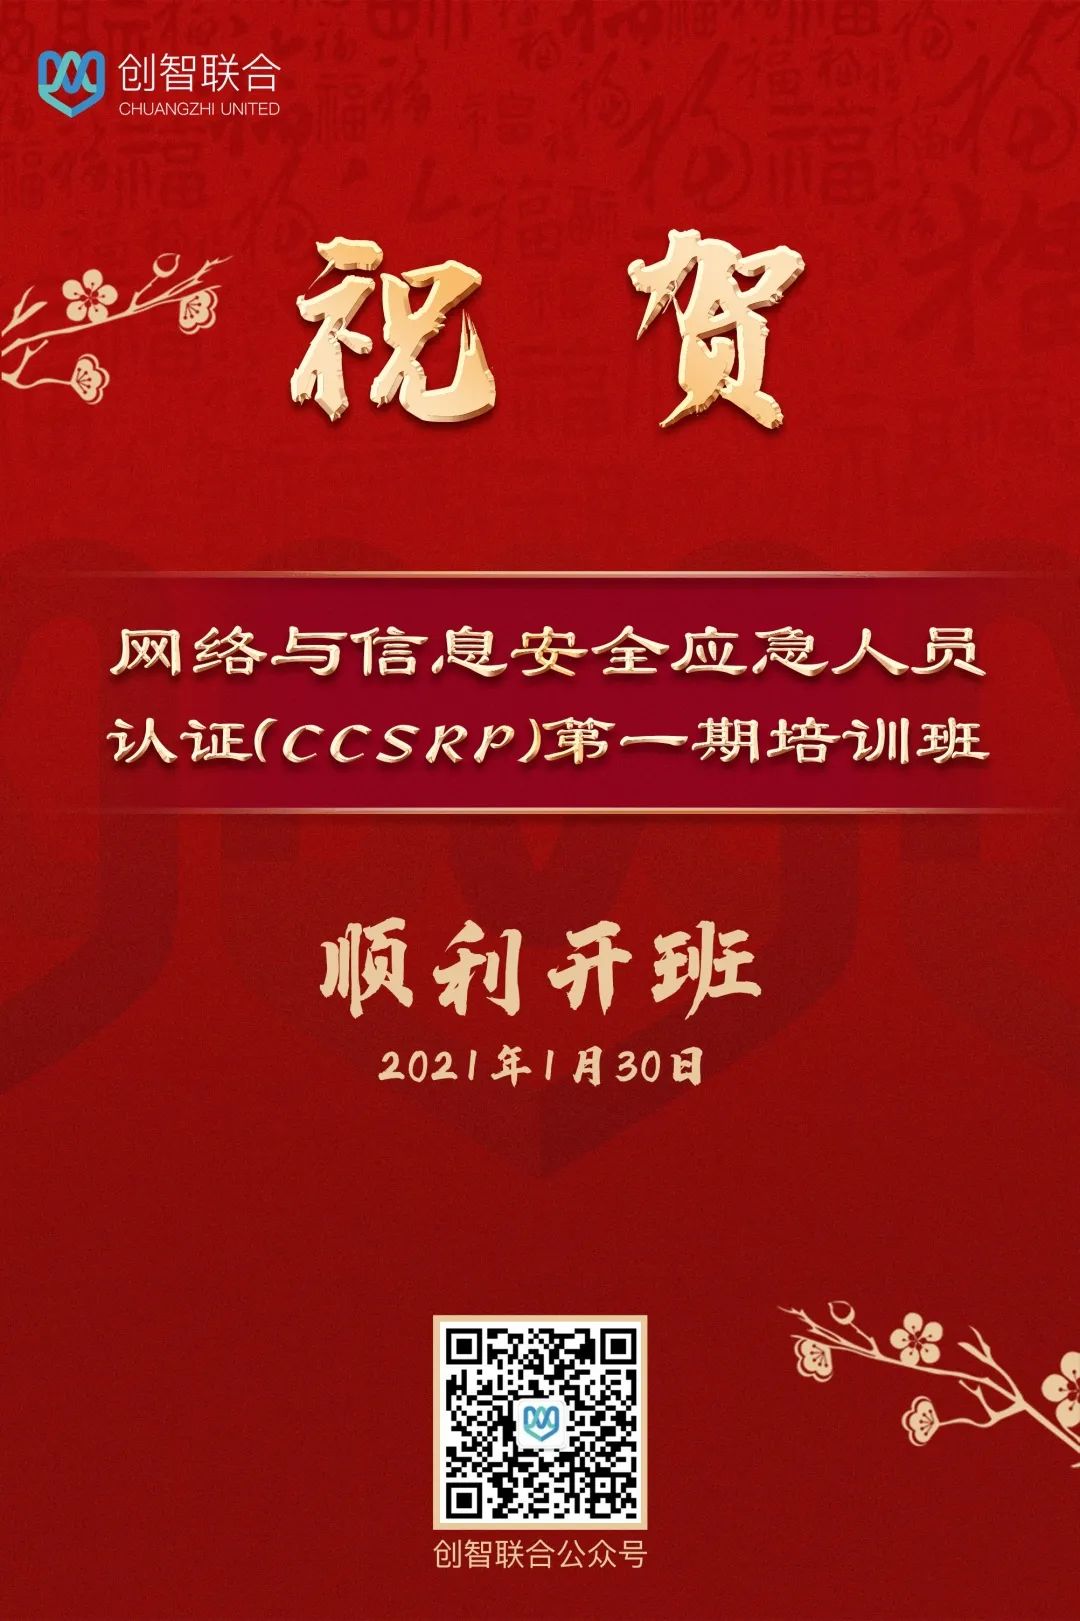 创智联合
CHUANGZHI UNITED
祝贺
网络与信息安全应急人员
认证(CCSRP)第一期培训班
顺利开班
2021年1月30日
创智联合公众号